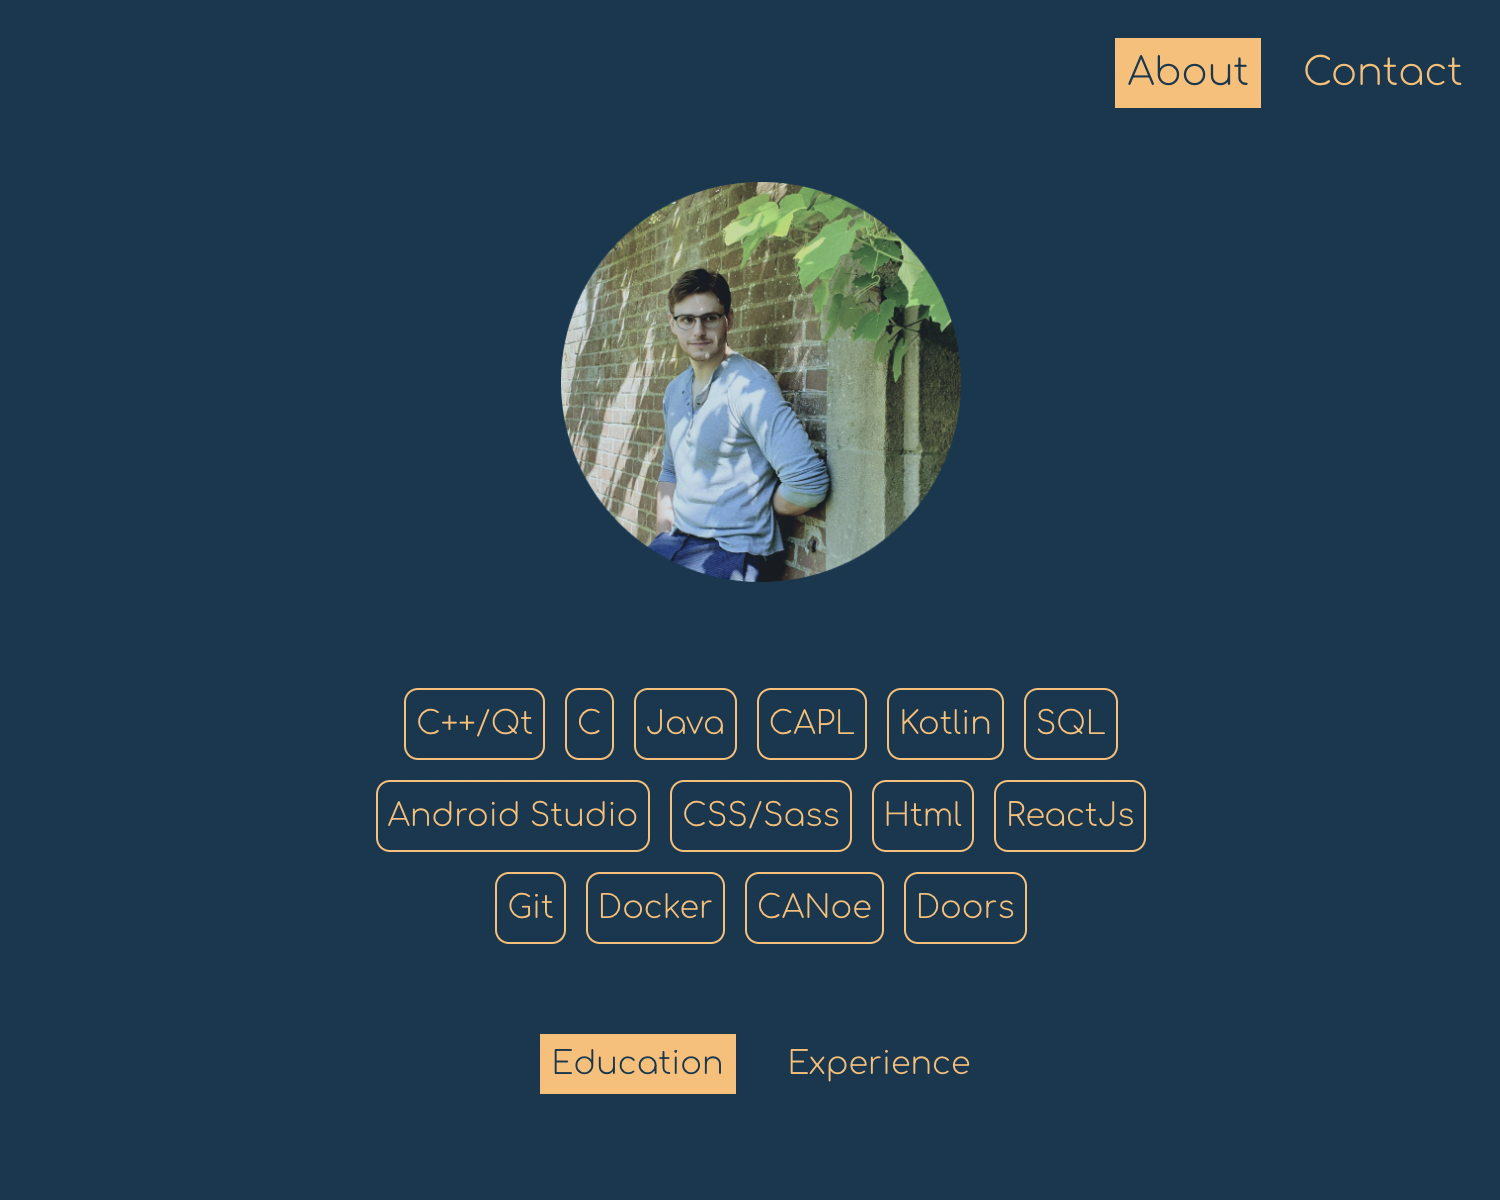 About Contact
C++/Qt C Java CAPL Kotlin SQL
Android Studio CSS/Sass Html ReactJs
Git Docker CANoe Doors
Education Experience